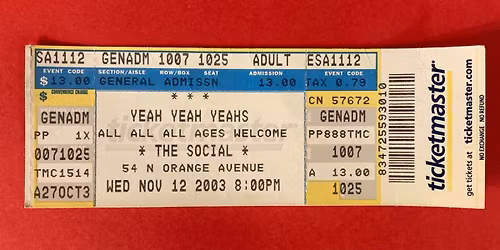 SA1112 GENADM 1007 1025 ADULT ESA1112
EVENT CODE SECTION/AISLE ROW/BOX SEAT ADMISSION EVENT CODE
$ 13.00 GENERAL ADMISSN 13.00 TAX 0.79
$ CONVENIENCE CHARGE
* * *
CN 57672
GENADM YEAH YEAH YEAHS GENADM
PP 1X ALL ALL ALL AGES WELCOME PP888TMC
0071025 * THE SOCIAL * 1007
TMC1514 54 N ORANGE AVENUE A 13.00
A27OCT3 WED NOV 12 2003 8:00PM 1025
834725593010
ticketmaster
get tickets at ticketmaster.com
NO EXCHANGE NO REFUND